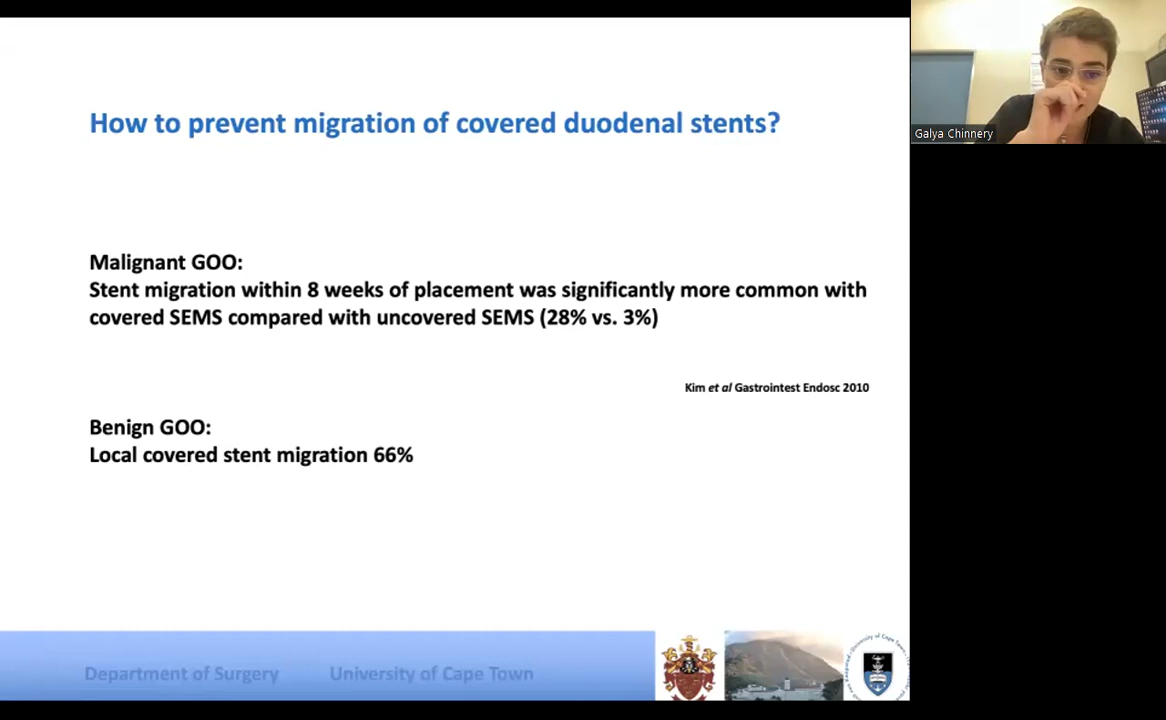 How to prevent migration of covered duodenal stents?
Galya Chinnery
Malignant GOO:
Stent migration within 8 weeks of placement was significantly more common with
covered SEMS compared with uncovered SEMS (28% vs. 3%)
Kim et al Gastrointest Endosc 2010
Benign GOO:
Local covered stent migration 66%
Department of Surgery University of Cape Town